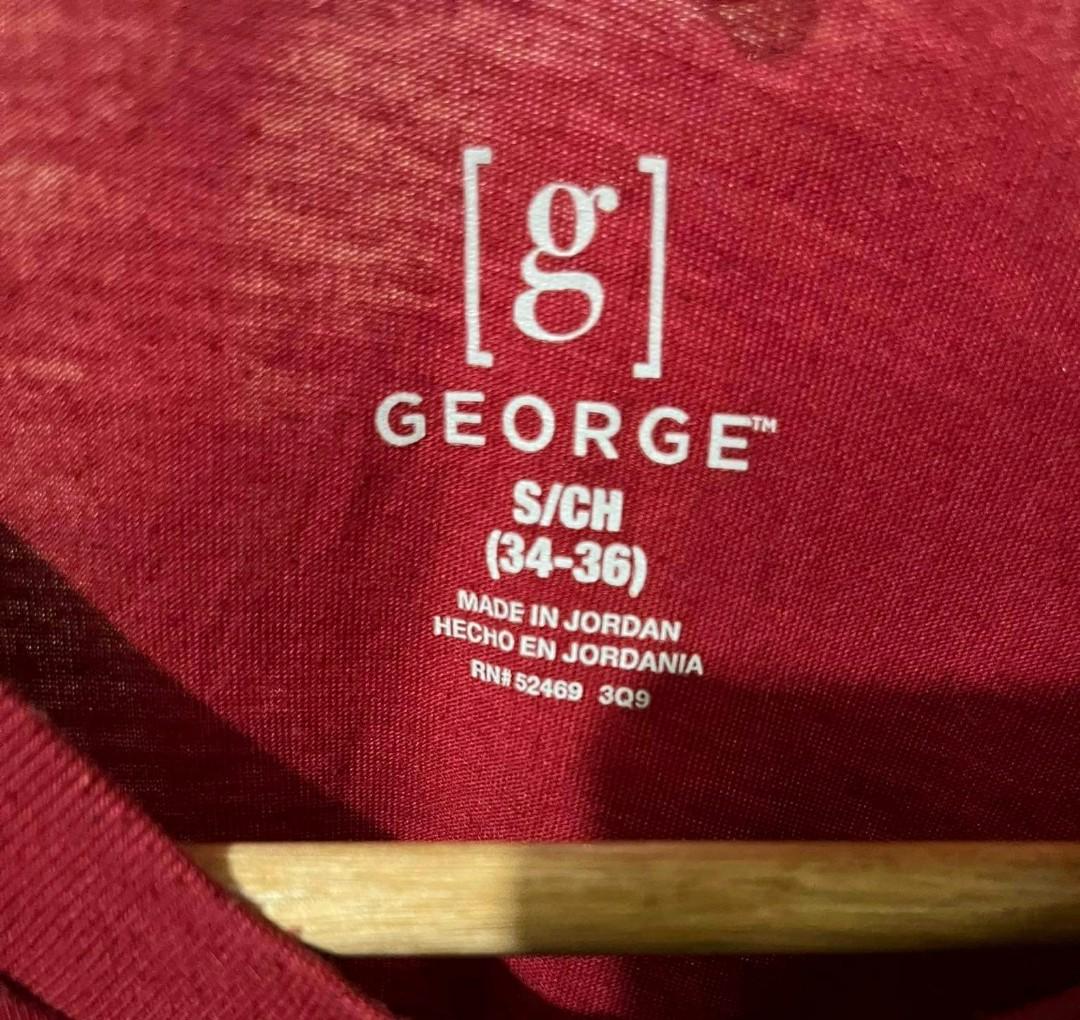 [g]
GEORGE™
S/CH
(34-36)
MADE IN JORDAN
HECHO EN JORDANIA
RN# 52469 3Q9